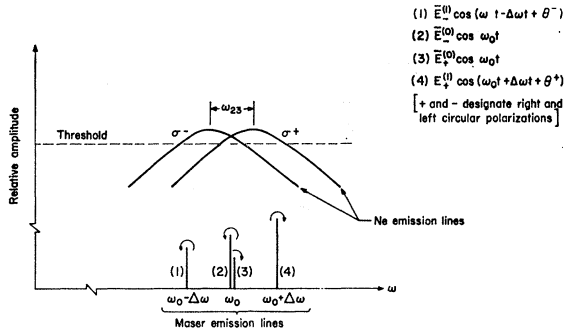 (1) E̅₋⁽¹⁾ cos (ω t - Δωt + θ⁻)
(2) E̅₋⁽⁰⁾ cos ω₀t
(3) E̅₊⁽⁰⁾ cos ω₀t
(4) E₊⁽¹⁾ cos (ω₀t + Δωt + θ⁺)
[+ and - designate right and
left circular polarizations]
Relative amplitude
Threshold
ω₂₃
σ-
σ+
Ne emission lines
(1)
(2)
(3)
(4)
ω₀-Δω
ω₀
ω₀+Δω
ω
Maser emission lines